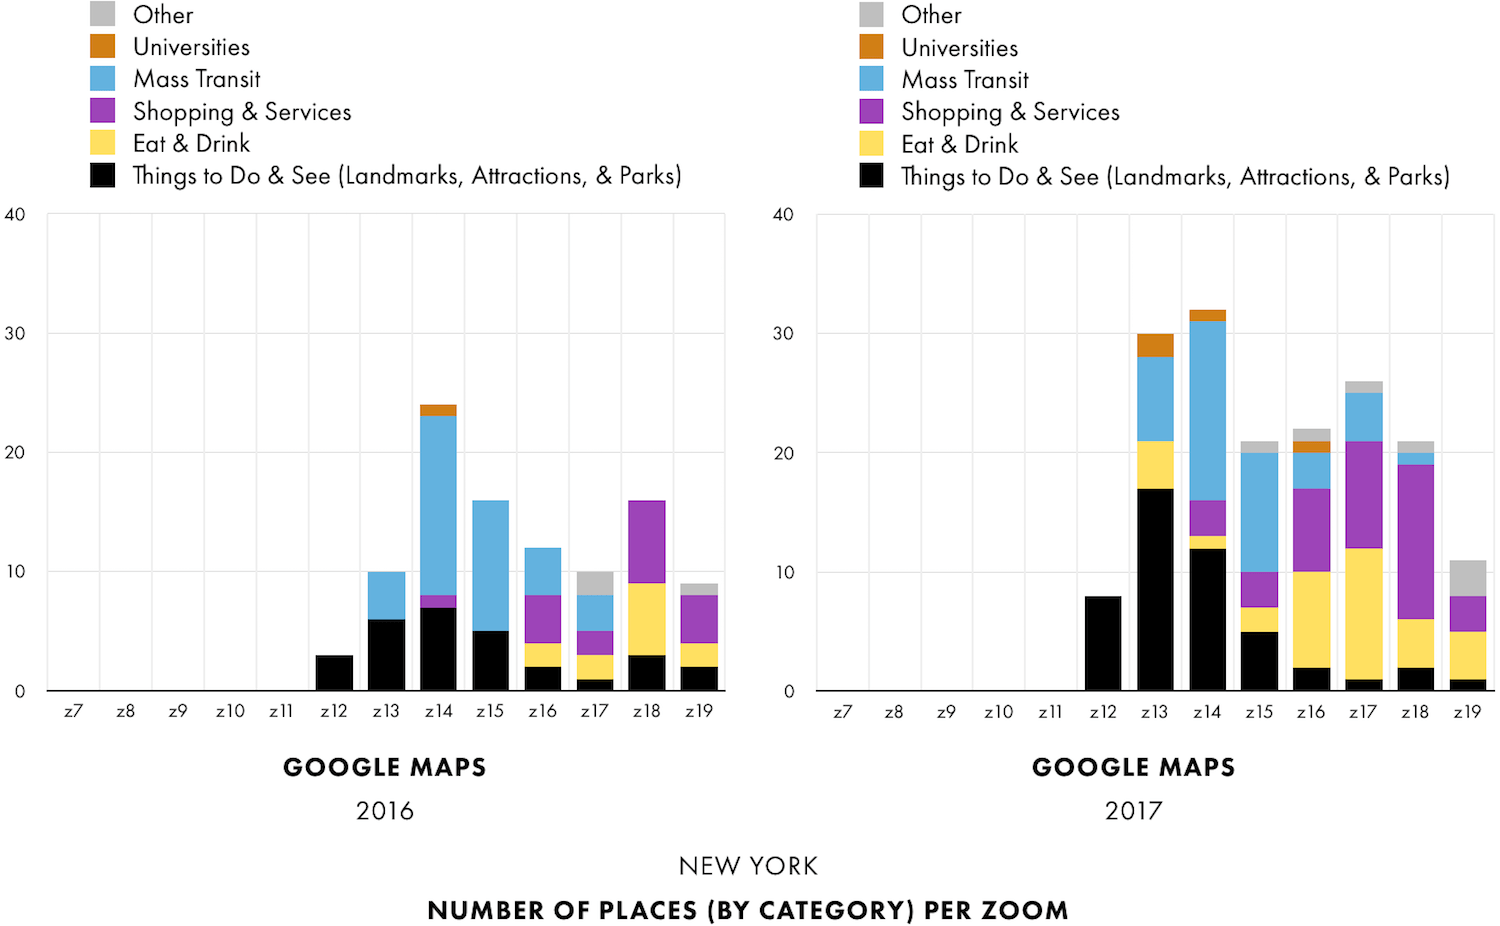 Other
Universities
Mass Transit
Shopping & Services
Eat & Drink
Things to Do & See (Landmarks, Attractions, & Parks)
40
30
20
10
0
z7 z8 z9 z10 z11 z12 z13 z14 z15 z16 z17 z18 z19
GOOGLE MAPS
2016
Other
Universities
Mass Transit
Shopping & Services
Eat & Drink
Things to Do & See (Landmarks, Attractions, & Parks)
40
30
20
10
0
z7 z8 z9 z10 z11 z12 z13 z14 z15 z16 z17 z18 z19
GOOGLE MAPS
2017
NEW YORK
NUMBER OF PLACES (BY CATEGORY) PER ZOOM